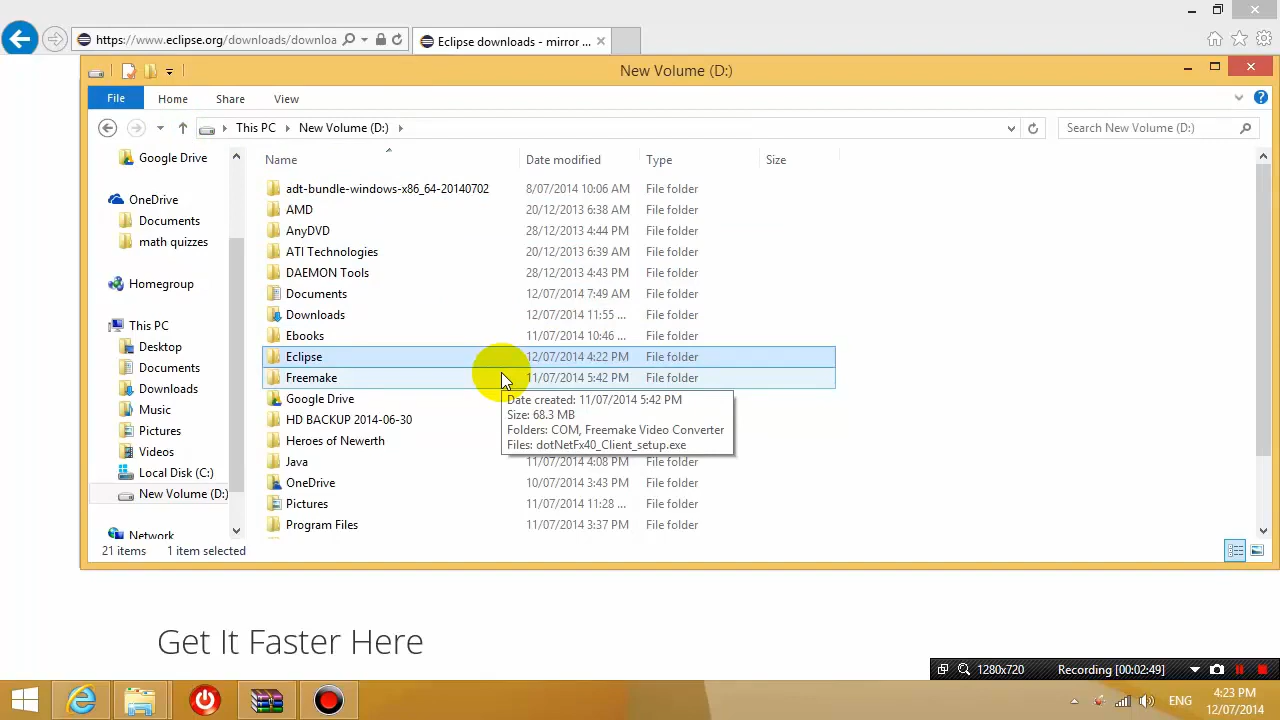 https://www.eclipse.org/downloads/downloa
Eclipse downloads - mirror ...
New Volume (D:)
File Home Share View
This PC New Volume (D:)
Search New Volume (D:)
Google Drive
OneDrive
Documents
math quizzes
Homegroup
This PC
Desktop
Documents
Downloads
Music
Pictures
Videos
Local Disk (C:)
New Volume (D:)
Network
Name Date modified Type Size
adt-bundle-windows-x86_64-20140702 8/07/2014 10:06 AM File folder
AMD 20/12/2013 6:38 AM File folder
AnyDVD 28/12/2013 4:44 PM File folder
ATI Technologies 20/12/2013 6:39 AM File folder
DAEMON Tools 28/12/2013 4:43 PM File folder
Documents 12/07/2014 7:49 AM File folder
Downloads 12/07/2014 11:55 ... File folder
Ebooks 11/07/2014 10:46 ... File folder
Eclipse 12/07/2014 4:22 PM File folder
Freemake 11/07/2014 5:42 PM File folder
Google Drive
HD BACKUP 2014-06-30
Heroes of Newerth
Java 11/07/2014 4:08 PM File folder
OneDrive 10/07/2014 3:43 PM File folder
Pictures 11/07/2014 11:28 ... File folder
Program Files 11/07/2014 3:37 PM File folder
Date created: 11/07/2014 5:42 PM
Size: 68.3 MB
Folders: COM, Freemake Video Converter
Files: dotNetFx40_Client_setup.exe
21 items 1 item selected
Get It Faster Here
1280x720 Recording [00:02:49]
ENG
4:23 PM
12/07/2014